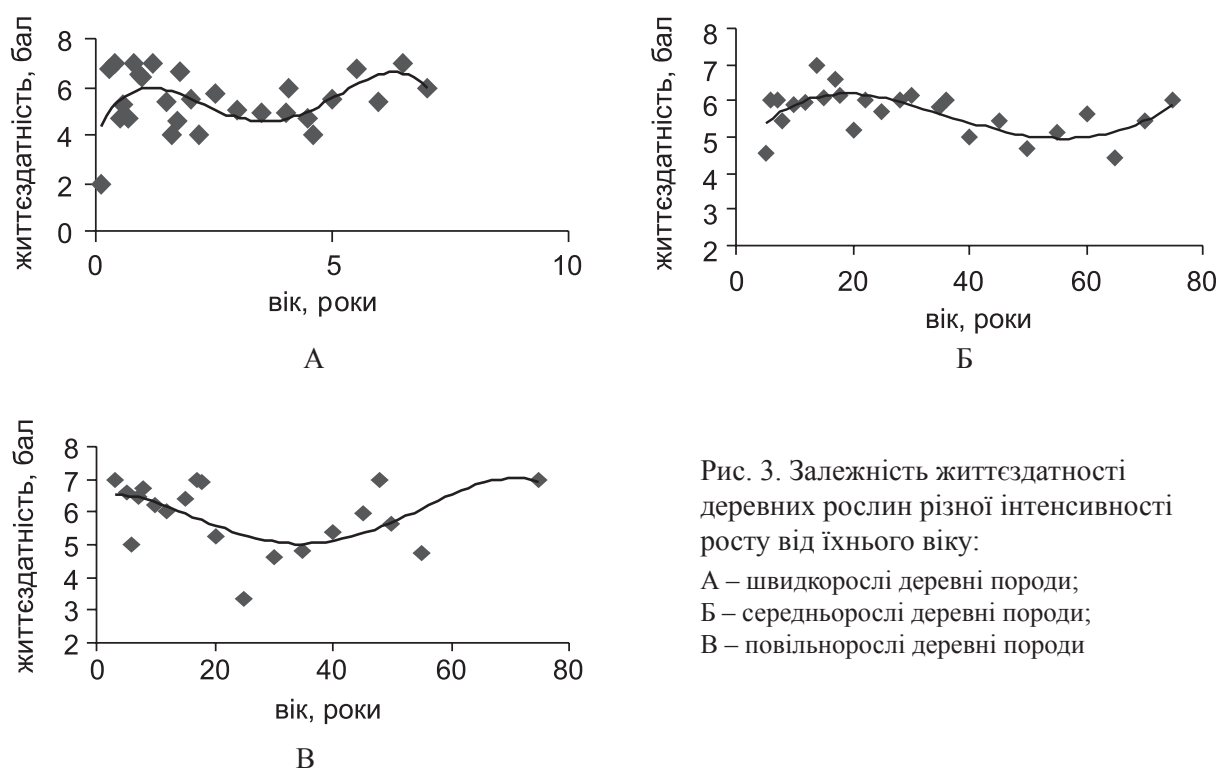 життєздатність, бал
8
6
4
2
0
0 5 10
вік, роки
А
життєздатність, бал
8
7
6
5
4
3
2
0 20 40 60 80
вік, роки
Б
життєздатність, бал
8
7
6
5
4
3
2
0 20 40 60 80
вік, роки
В
Рис. 3. Залежність життєздатності
деревних рослин різної інтенсивності
росту від їхнього віку:
А – швидкорослі деревні породи;
Б – середньорослі деревні породи;
В – повільнорослі деревні породи